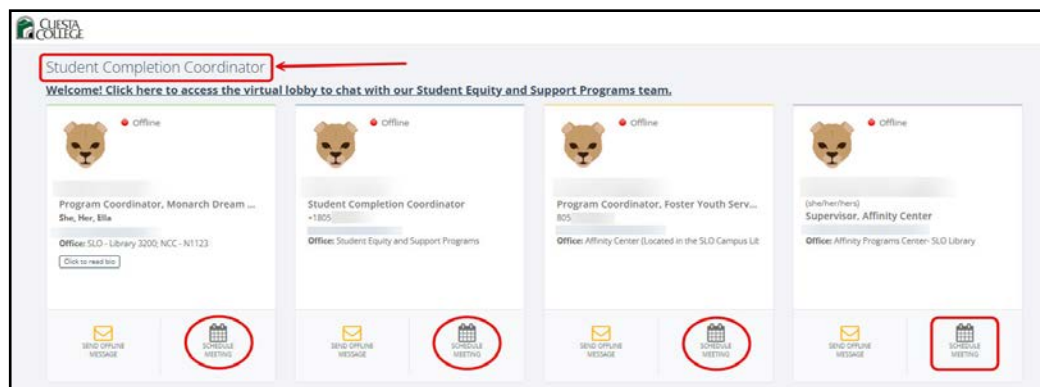 CUESTA
COLLEGE
Student Completion Coordinator
Welcome! Click here to access the virtual lobby to chat with our Student Equity and Support Programs team.
Offline
Program Coordinator, Monarch Dream ...
She, Her, Ella
Office: SLO - Library 3200; NCC - N1123
Click to read bio
SEND OFFLINE
MESSAGE
SCHEDULE
MEETING
Offline
Student Completion Coordinator
+1805
Office: Student Equity and Support Programs
SEND OFFLINE
MESSAGE
SCHEDULE
MEETING
Offline
Program Coordinator, Foster Youth Serv...
805
Office: Affinity Center (Located in the SLO Campus Lit
SEND OFFLINE
MESSAGE
SCHEDULE
MEETING
Offline
(she/her/hers)
Supervisor, Affinity Center
Office: Affinity Programs Center- SLO Library
SEND OFFLINE
MESSAGE
SCHEDULE
MEETING